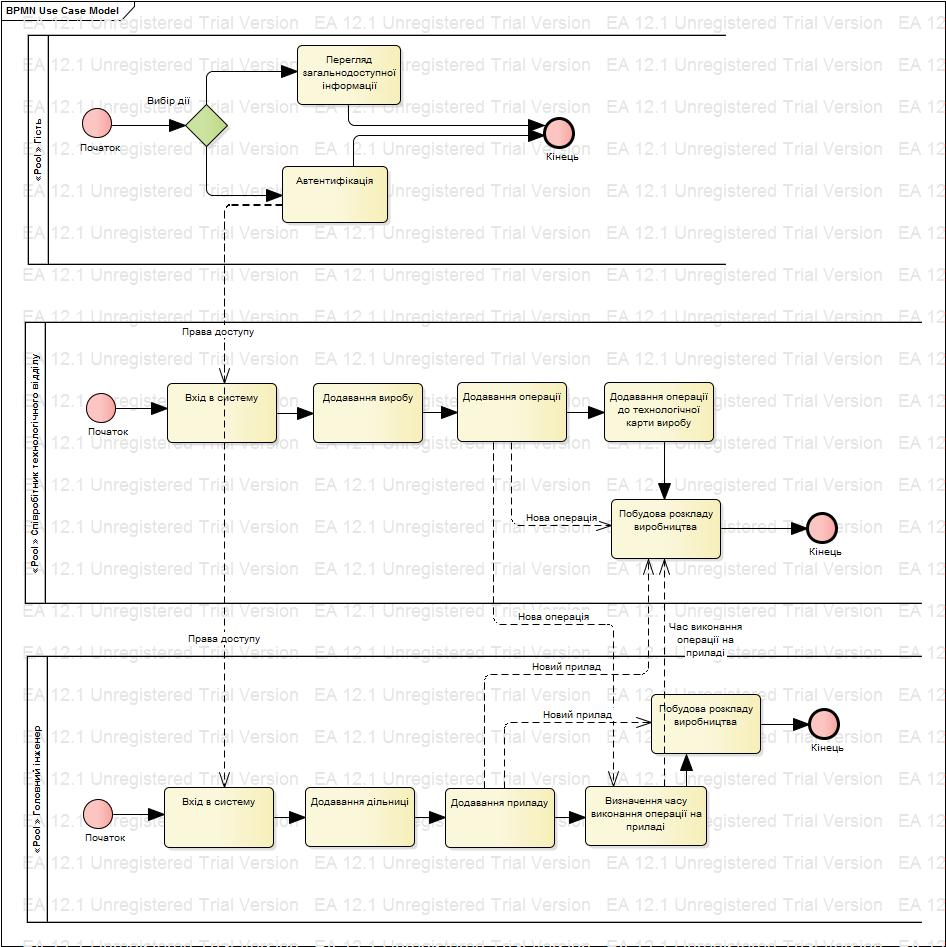 BPMN Use Case Model
«Pool» Гість
Початок
Вибір дії
Перегляд
загальнодоступної
інформації
Автентифікація
Кінець
Права доступу
«Pool» Співробітник технологічного відділу
Початок
Вхід в систему
Додавання виробу
Додавання операції
Додавання операції
до технологічної
карти виробу
Нова операція
Побудова розкладу
виробництва
Кінець
Нова операція
Час виконання
операції на
приладі
Права доступу
Новий прилад
Новий прилад
«Pool» Головний інженер
Побудова розкладу
виробництва
Кінець
Початок
Вхід в систему
Додавання дільниці
Додавання приладу
Визначення часу
виконання операції на
приладі
EA 12.1 Unregistered Trial Version